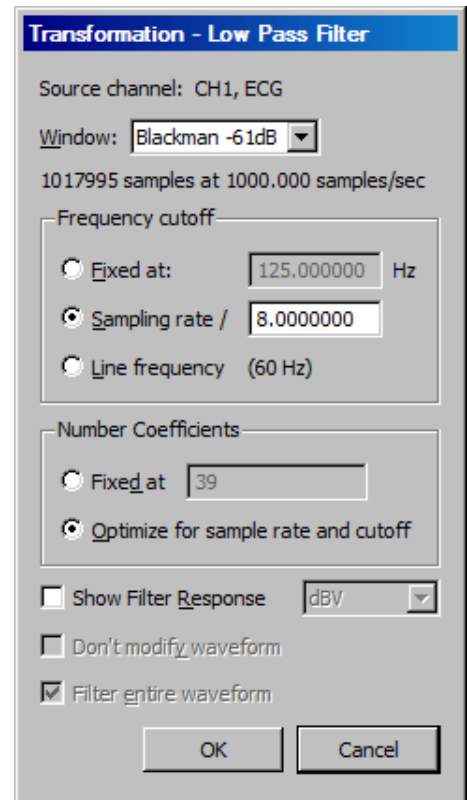 Transformation - Low Pass Filter
Source channel: CH1, ECG
Window: Blackman -61dB
1017995 samples at 1000.000 samples/sec
Frequency cutoff
Fixed at: 125.000000 Hz
Sampling rate / 8.0000000
Line frequency (60 Hz)
Number Coefficients
Fixed at 39
Optimize for sample rate and cutoff
Show Filter Response dBV
Don't modify waveform
Filter entire waveform
OK Cancel